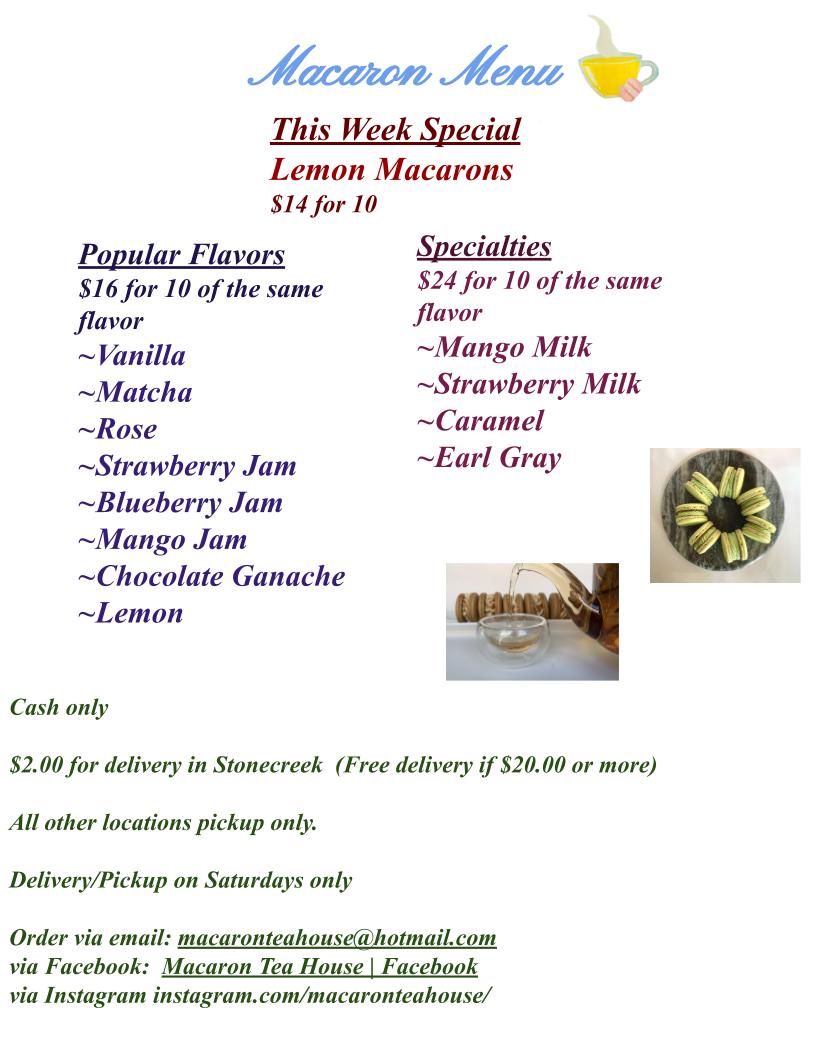 Macaron Menu
This Week Special
Lemon Macarons
$14 for 10
Popular Flavors
$16 for 10 of the same
flavor
~Vanilla
~Matcha
~Rose
~Strawberry Jam
~Blueberry Jam
~Mango Jam
~Chocolate Ganache
~Lemon
Specialties
$24 for 10 of the same
flavor
~Mango Milk
~Strawberry Milk
~Caramel
~Earl Gray
Cash only
$2.00 for delivery in Stonecreek  (Free delivery if $20.00 or more)
All other locations pickup only.
Delivery/Pickup on Saturdays only
Order via email: macaronteahouse@hotmail.com
via Facebook:  Macaron Tea House | Facebook
via Instagram instagram.com/macaronteahouse/